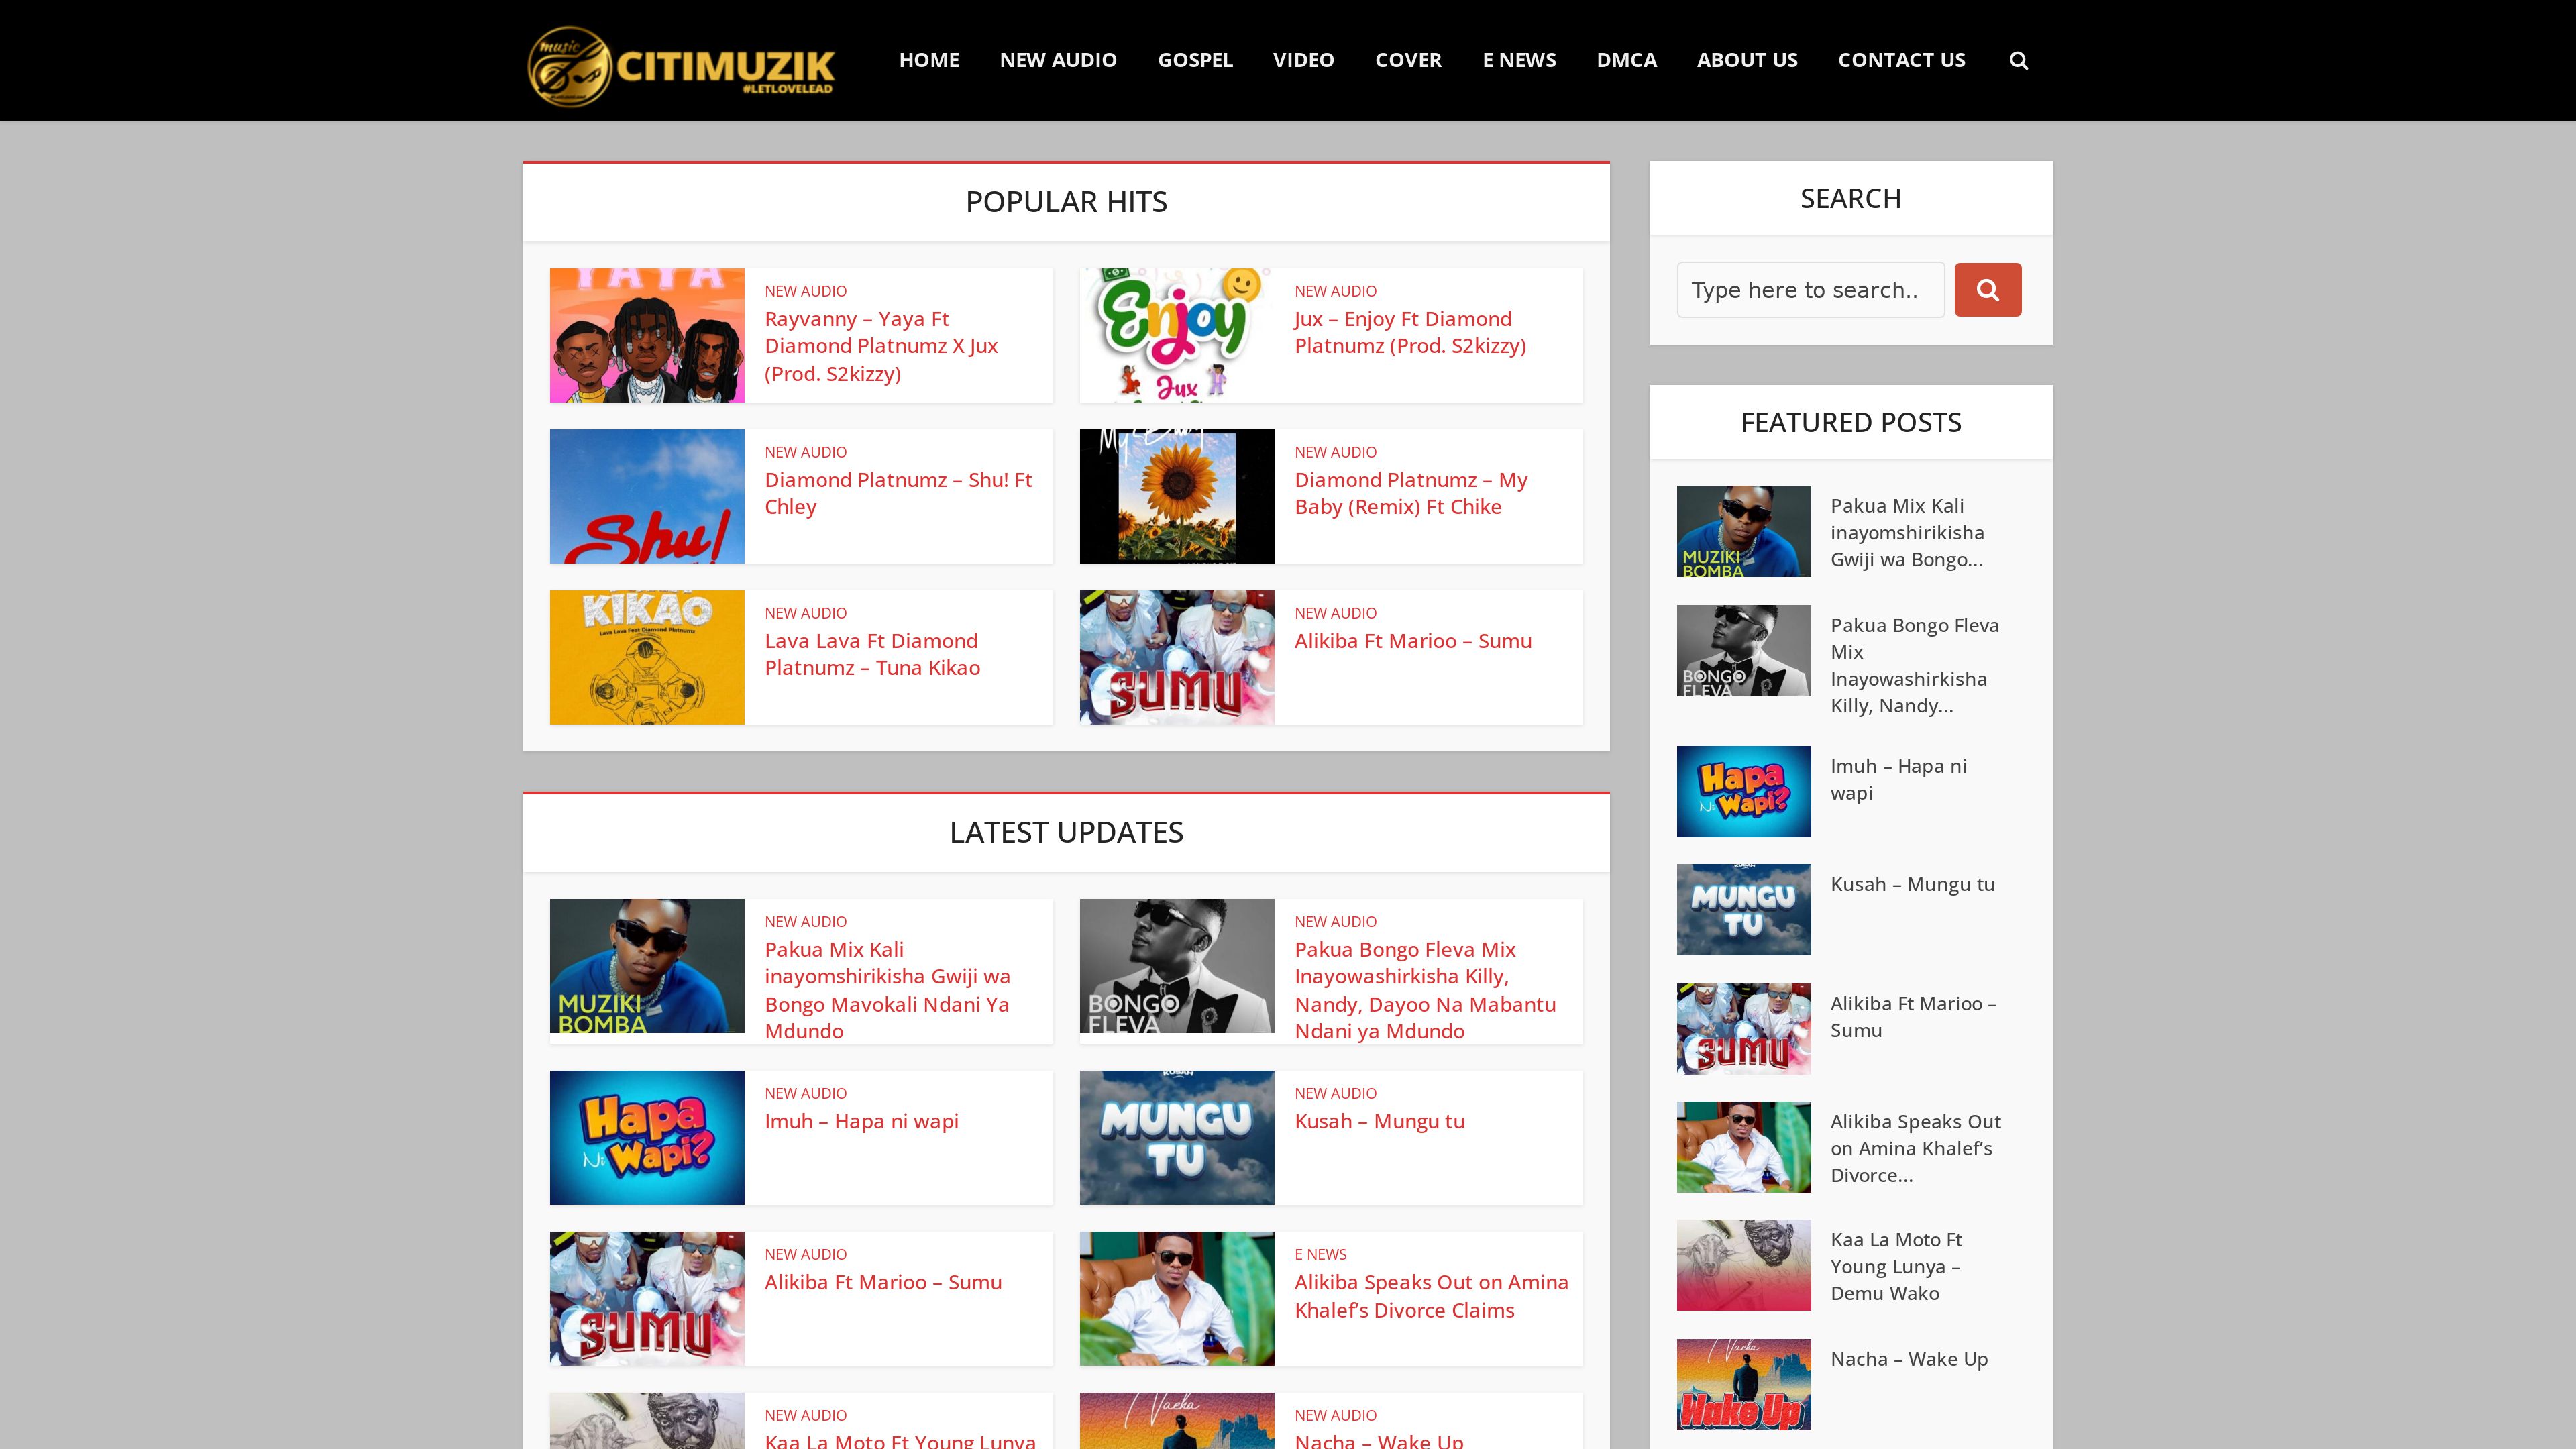 music
CITIMUZIK
#LETLOVELEAD
HOME
NEW AUDIO
GOSPEL
VIDEO
COVER
E NEWS
DMCA
ABOUT US
CONTACT US
POPULAR HITS
YAYA
NEW AUDIO
Rayvanny – Yaya Ft
Diamond Platnumz X Jux
(Prod. S2kizzy)
Enjoy
Jux
NEW AUDIO
Jux – Enjoy Ft Diamond
Platnumz (Prod. S2kizzy)
Shu!
NEW AUDIO
Diamond Platnumz – Shu! Ft
Chley
My Baby
NEW AUDIO
Diamond Platnumz – My
Baby (Remix) Ft Chike
KIKAO
Lava Lava Feat Diamond Platnumz
NEW AUDIO
Lava Lava Ft Diamond
Platnumz – Tuna Kikao
SUMU
NEW AUDIO
Alikiba Ft Marioo – Sumu
LATEST UPDATES
MUZIKI
BOMBA
NEW AUDIO
Pakua Mix Kali
inayomshirikisha Gwiji wa
Bongo Mavokali Ndani Ya
Mdundo
BONGO
FLEVA
NEW AUDIO
Pakua Bongo Fleva Mix
Inayowashirkisha Killy,
Nandy, Dayoo Na Mabantu
Ndani ya Mdundo
Hapa
Ni Wapi?
NEW AUDIO
Imuh – Hapa ni wapi
KUSAH
MUNGU
TU
NEW AUDIO
Kusah – Mungu tu
SUMU
NEW AUDIO
Alikiba Ft Marioo – Sumu
E NEWS
Alikiba Speaks Out on Amina
Khalef’s Divorce Claims
NEW AUDIO
Kaa La Moto Ft Young Lunya
Nacha
NEW AUDIO
Nacha – Wake Up
SEARCH
Type here to search..
FEATURED POSTS
MUZIKI
BOMBA
Pakua Mix Kali
inayomshirikisha
Gwiji wa Bongo...
BONGO
FLEVA
Pakua Bongo Fleva
Mix
Inayowashirkisha
Killy, Nandy...
Hapa
Ni Wapi?
Imuh – Hapa ni
wapi
MUNGU
TU
Kusah – Mungu tu
SUMU
Alikiba Ft Marioo –
Sumu
Alikiba Speaks Out
on Amina Khalef’s
Divorce...
Kaa La Moto Ft
Young Lunya –
Demu Wako
Nacha
Wake Up
Nacha – Wake Up